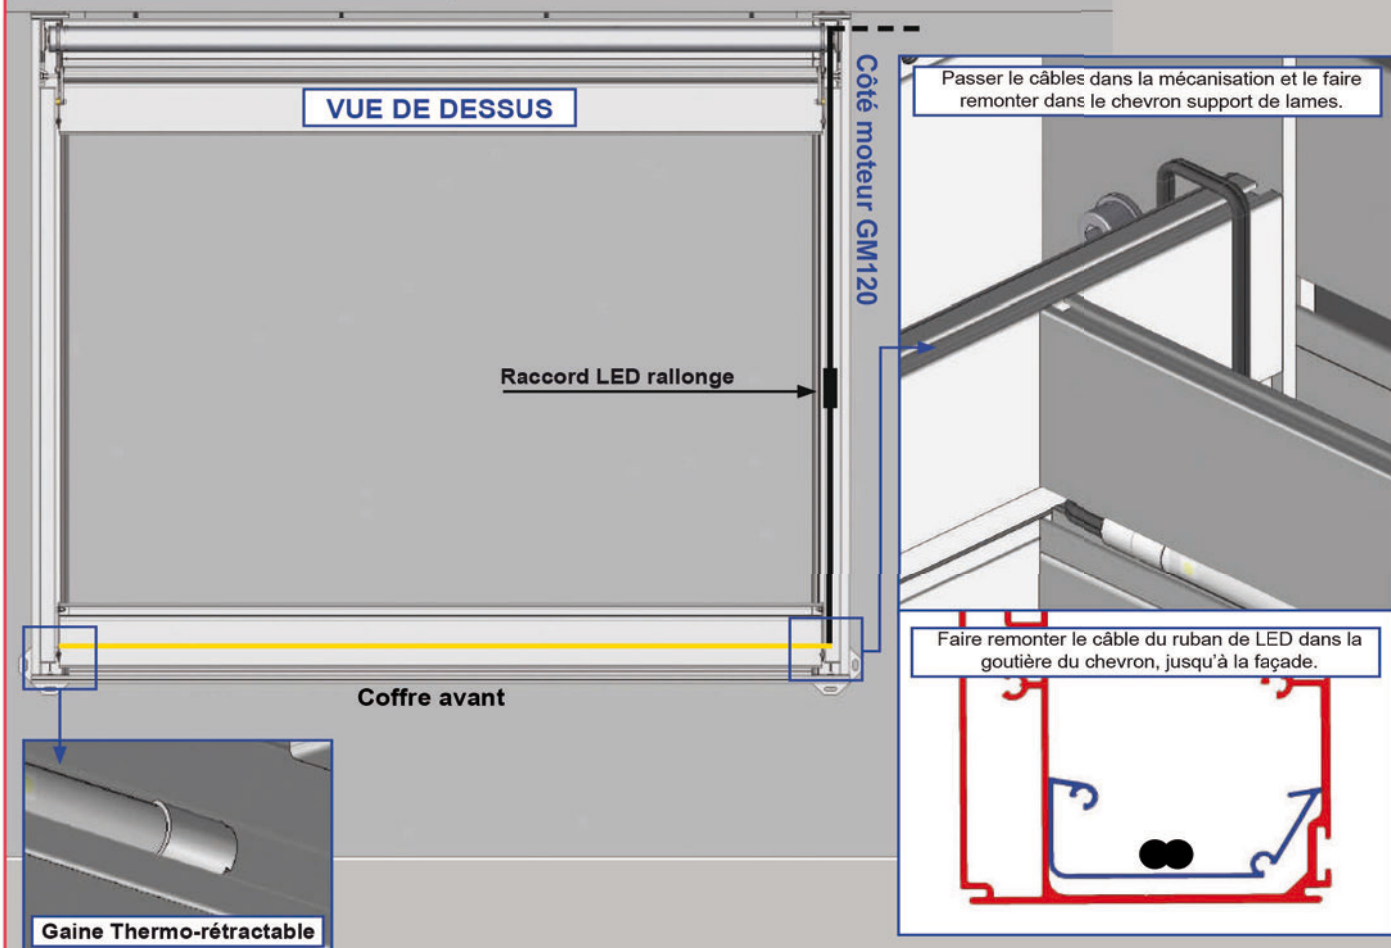 VUE DE DESSUS
Côté moteur GM120
Passer le câbles dans la mécanisation et le faire
remonter dans le chevron support de lames.
Raccord LED rallonge
Faire remonter le câble du ruban de LED dans la
goutière du chevron, jusqu'à la façade.
Coffre avant
Gaine Thermo-rétractable